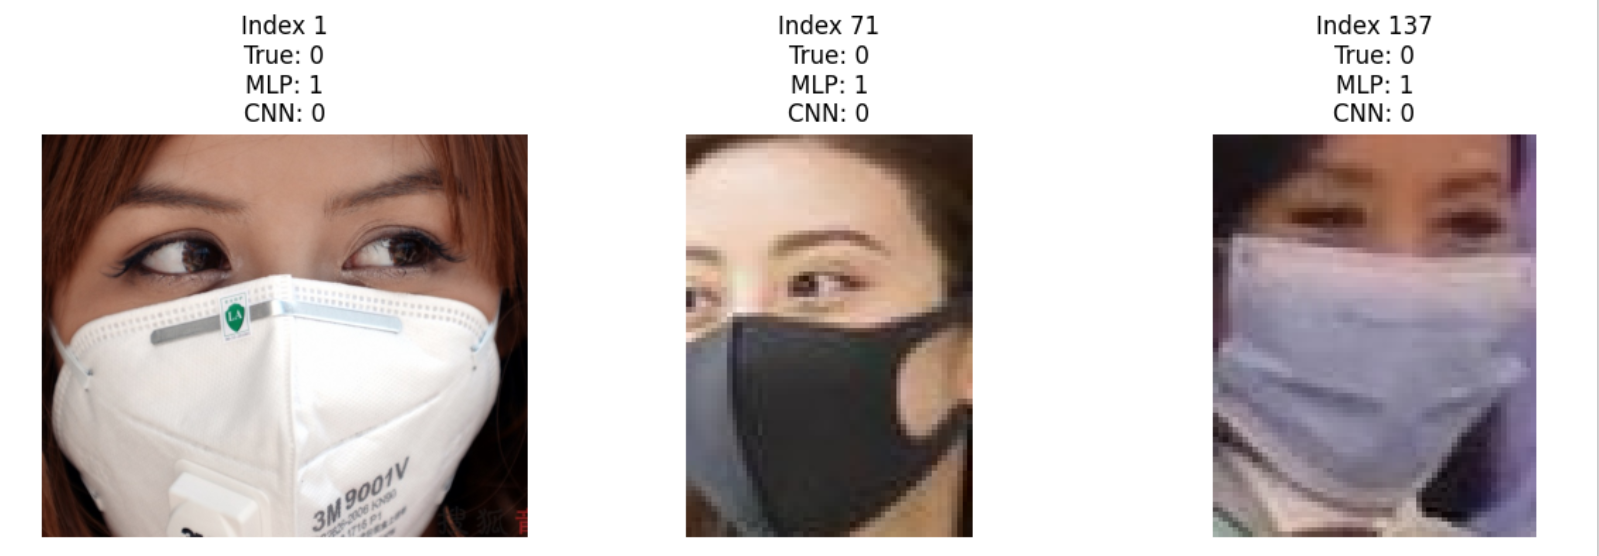 Index 1
True: 0
MLP: 1
CNN: 0
Index 71
True: 0
MLP: 1
CNN: 0
Index 137
True: 0
MLP: 1
CNN: 0
LA
3M 9001V